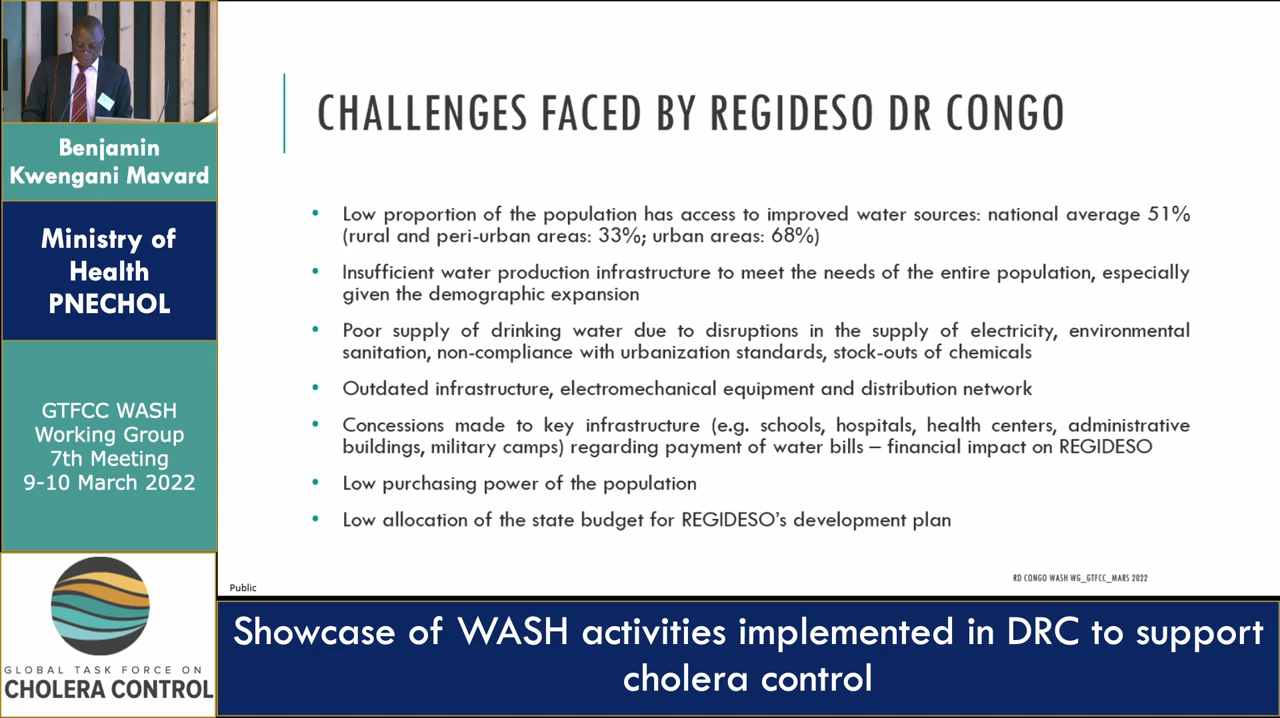 Benjamin
Kwengani Mavard
Ministry of
Health
PNECHOL
GTFCC WASH
Working Group
7th Meeting
9-10 March 2022
GLOBAL TASK FORCE ON
CHOLERA CONTROL
CHALLENGES FACED BY REGIDESO DR CONGO
• Low proportion of the population has access to improved water sources: national average 51%
(rural and peri-urban areas: 33%; urban areas: 68%)
• Insufficient water production infrastructure to meet the needs of the entire population, especially
given the demographic expansion
• Poor supply of drinking water due to disruptions in the supply of electricity, environmental
sanitation, non-compliance with urbanization standards, stock-outs of chemicals
• Outdated infrastructure, electromechanical equipment and distribution network
• Concessions made to key infrastructure (e.g. schools, hospitals, health centers, administrative
buildings, military camps) regarding payment of water bills – financial impact on REGIDESO
• Low purchasing power of the population
• Low allocation of the state budget for REGIDESO's development plan
RD CONGO WASH WG_GTFCC_MARS 2022
Public
Showcase of WASH activities implemented in DRC to support
cholera control